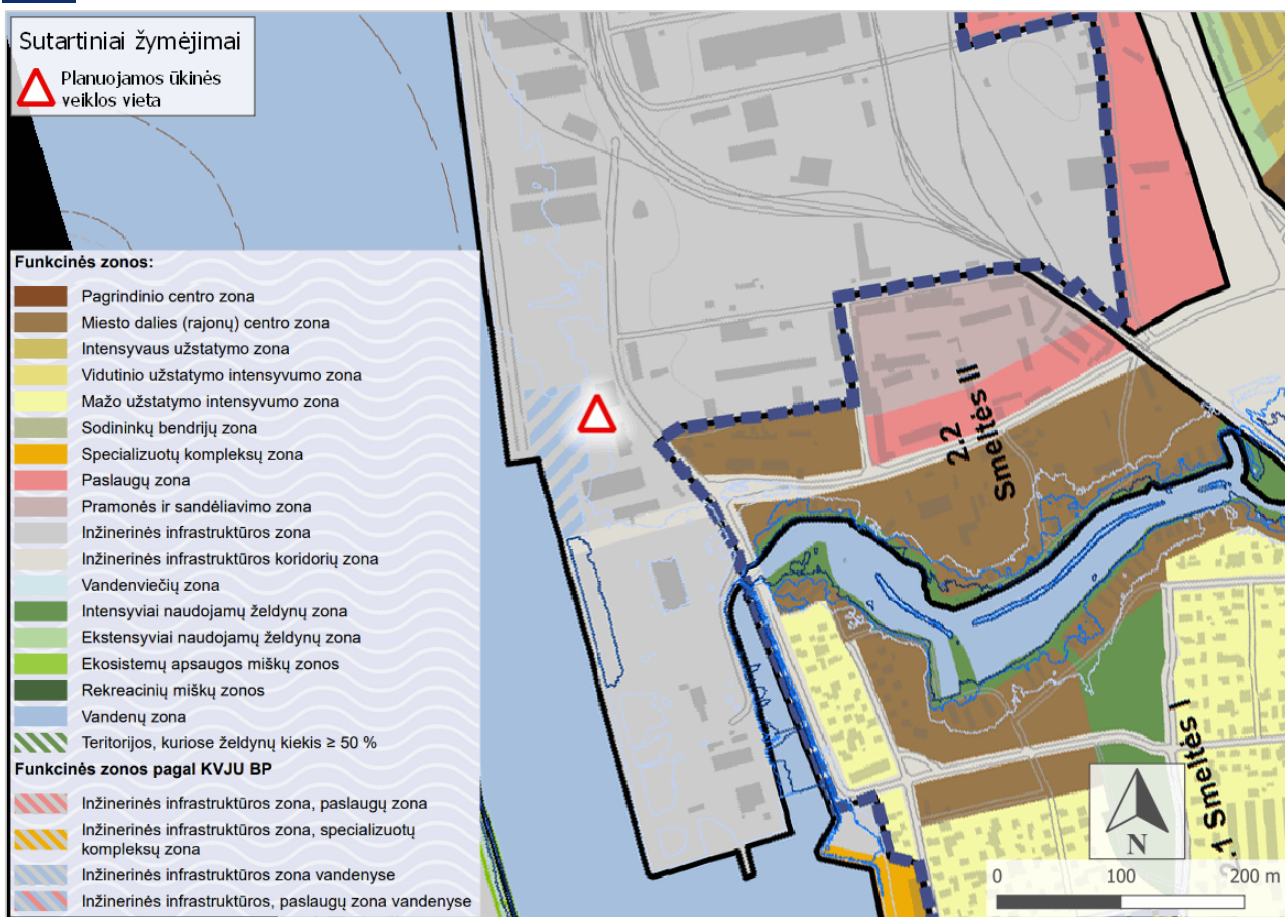 Sutartiniai žymėjimai
Planuojamos ūkinės
veiklos vieta
Funkcinės zonos:
Pagrindinio centro zona
Miesto dalies (rajonų) centro zona
Intensyvaus užstatymo zona
Vidutinio užstatymo intensyvumo zona
Mažo užstatymo intensyvumo zona
Sodininkų bendrijų zona
Specializuotų kompleksų zona
Paslaugų zona
Pramonės ir sandėliavimo zona
Inžinerinės infrastruktūros zona
Inžinerinės infrastruktūros koridorių zona
Vandenviečių zona
Intensyviai naudojamų želdynų zona
Ekstensyviai naudojamų želdynų zona
Ekosistemų apsaugos miškų zonos
Rekreacinių miškų zonos
Vandenų zona
Teritorijos, kuriose želdynų kiekis ≥ 50 %
Funkcinės zonos pagal KVJU BP
Inžinerinės infrastruktūros zona, paslaugų zona
Inžinerinės infrastruktūros zona, specializuotų
kompleksų zona
Inžinerinės infrastruktūros zona vandenyse
Inžinerinės infrastruktūros, paslaugų zona vandenyse
2.2
Smeltės II
2.1 Smeltės I
N
0 100 200 m